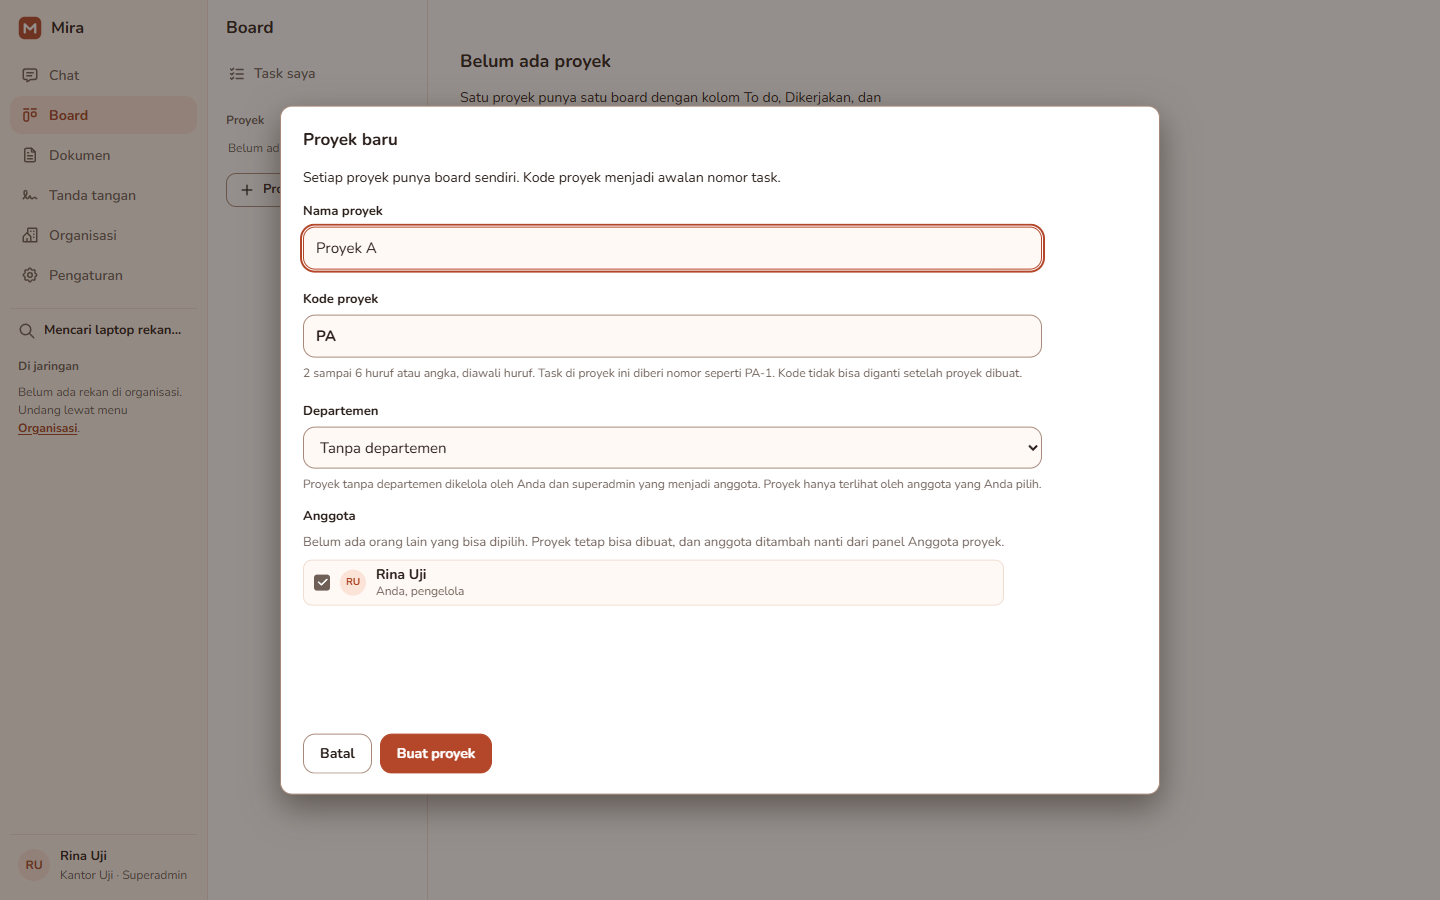 Mira
Chat
Board
Dokumen
Tanda tangan
Organisasi
Pengaturan
Mencari laptop rekan...
Di jaringan
Belum ada rekan di organisasi.
Undang lewat menu
Organisasi.
RU
Rina Uji
Kantor Uji · Superadmin
Board
Task saya
Proyek
Belum ad
Belum ada proyek
Satu proyek punya satu board dengan kolom To do, Dikerjakan, dan
Proyek baru
Setiap proyek punya board sendiri. Kode proyek menjadi awalan nomor task.
Nama proyek
Proyek A
Kode proyek
PA
2 sampai 6 huruf atau angka, diawali huruf. Task di proyek ini diberi nomor seperti PA-1. Kode tidak bisa diganti setelah proyek dibuat.
Departemen
Tanpa departemen
Proyek tanpa departemen dikelola oleh Anda dan superadmin yang menjadi anggota. Proyek hanya terlihat oleh anggota yang Anda pilih.
Anggota
Belum ada orang lain yang bisa dipilih. Proyek tetap bisa dibuat, dan anggota ditambah nanti dari panel Anggota proyek.
RU
Rina Uji
Anda, pengelola
Batal
Buat proyek